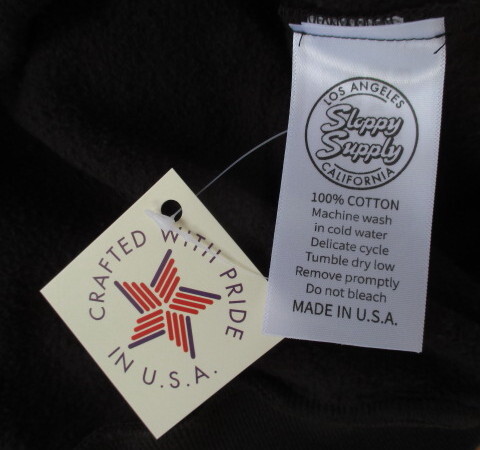 LOS ANGELES
Sloppy
Supply
CALIFORNIA
100% COTTON
Machine wash
in cold water
Delicate cycle
Tumble dry low
Remove promptly
Do not bleach
MADE IN U.S.A.
CRAFTED WITH PRIDE
IN U.S.A.